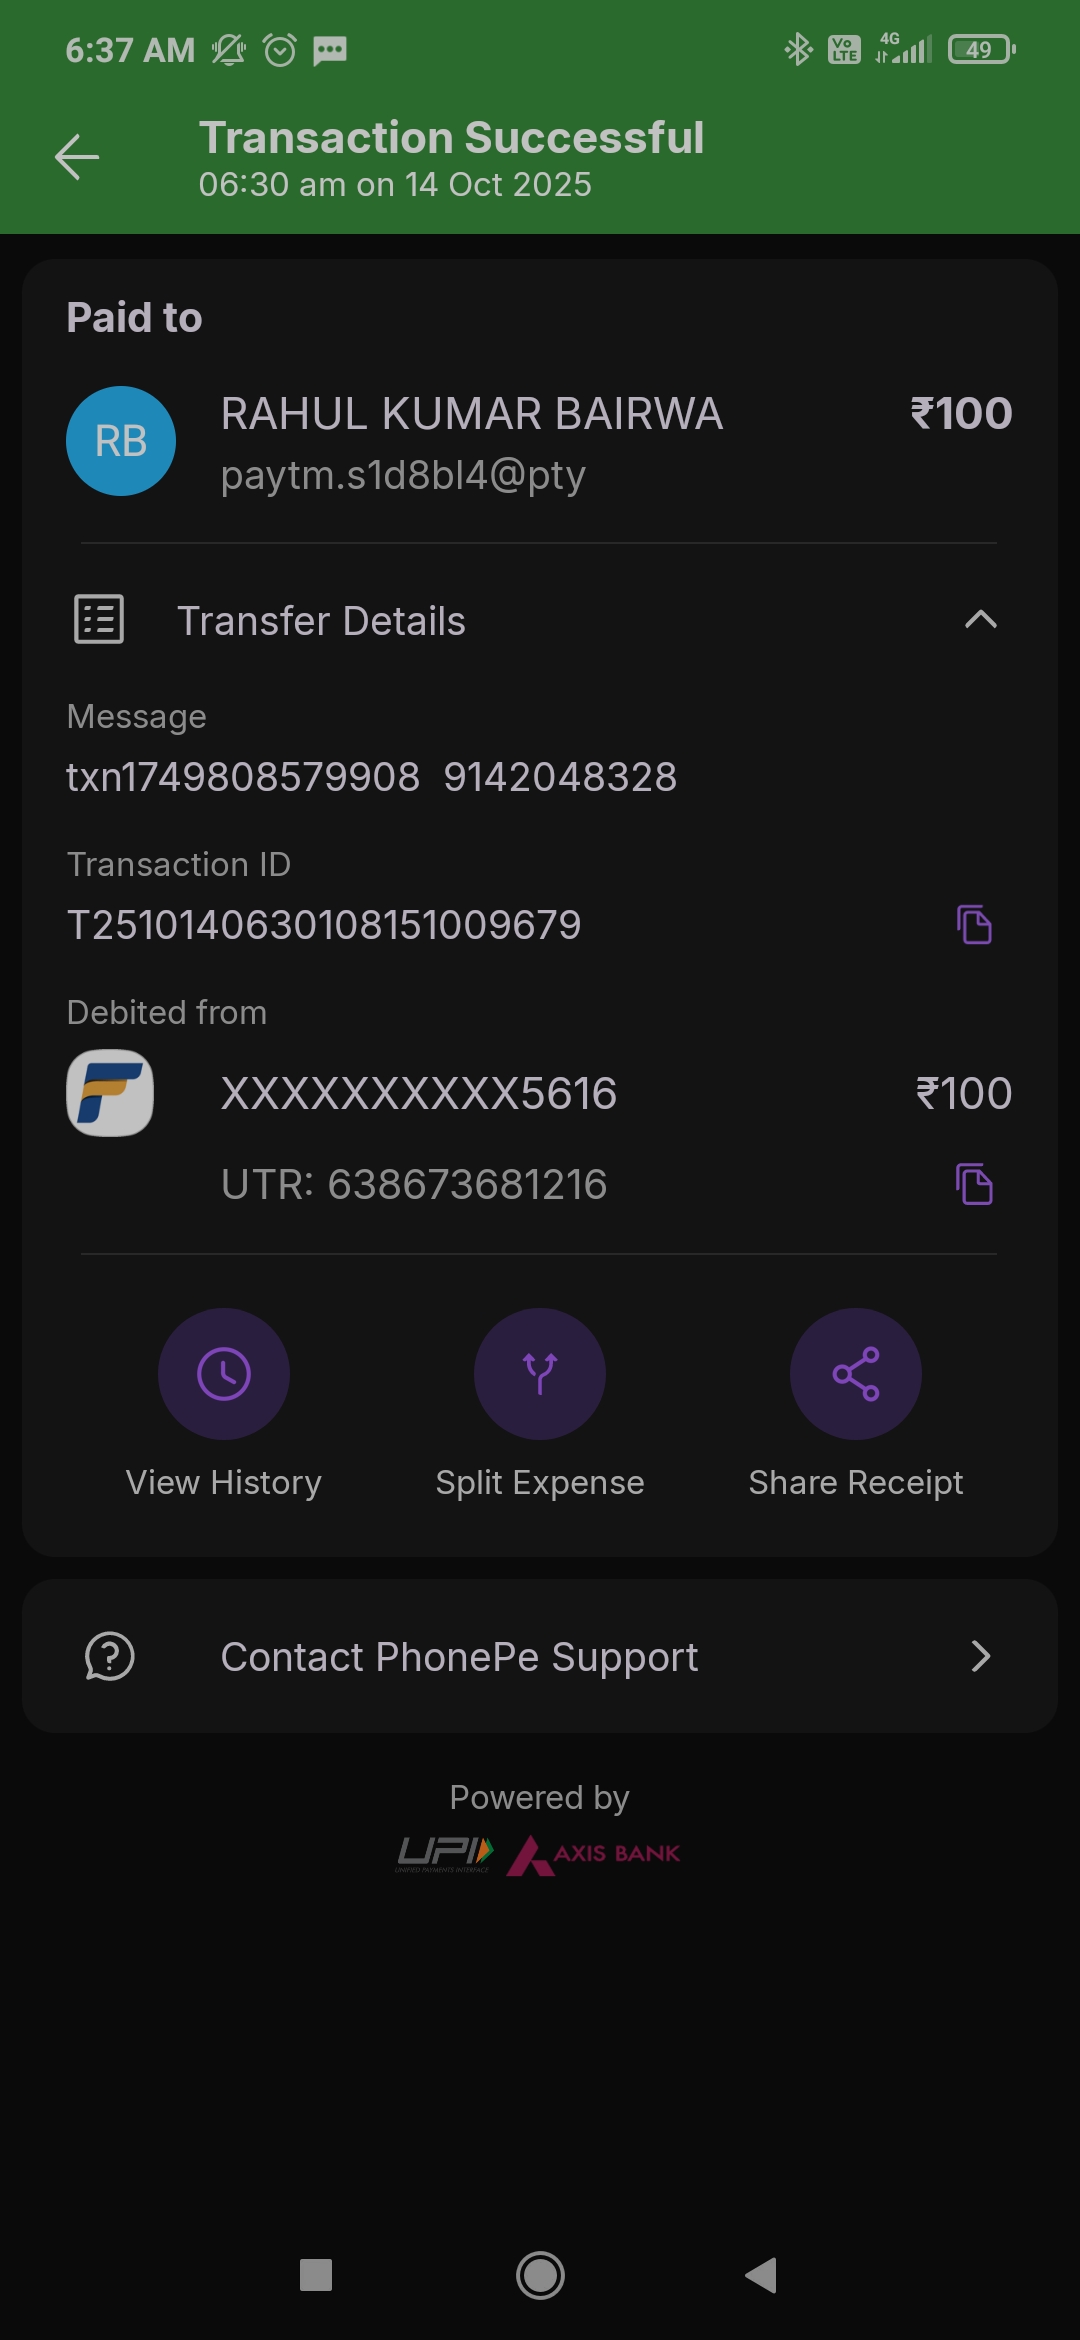 6:37 AM VoLTE 4G 49
Transaction Successful
06:30 am on 14 Oct 2025
Paid to
RB RAHUL KUMAR BAIRWA ₹100
paytm.s1d8bl4@pty
Transfer Details
Message
txn1749808579908 9142048328
Transaction ID
T2510140630108151009679
Debited from
XXXXXXXXXX5616 ₹100
UTR: 638673681216
View History Split Expense Share Receipt
Contact PhonePe Support
Powered by
UPI AXIS BANK
UNIFIED PAYMENTS INTERFACE